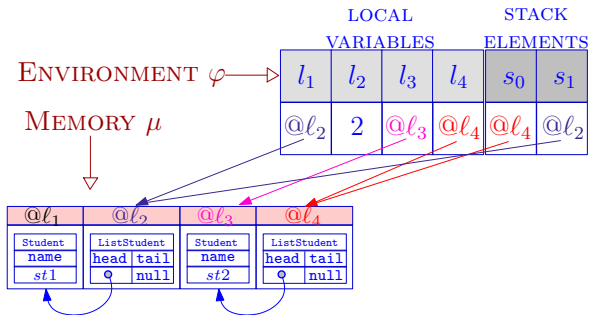 LOCAL STACK
VARIABLES ELEMENTS
ENVIRONMENT φ l₁ l₂ l₃ l₄ s₀ s₁
MEMORY μ @ℓ₂ 2 @ℓ₃ @ℓ₄ @ℓ₄ @ℓ₂
@ℓ₁ @ℓ₂ @ℓ₃ @ℓ₄
Student ListStudent Student ListStudent
name head tail name head tail
st1 null st2 null